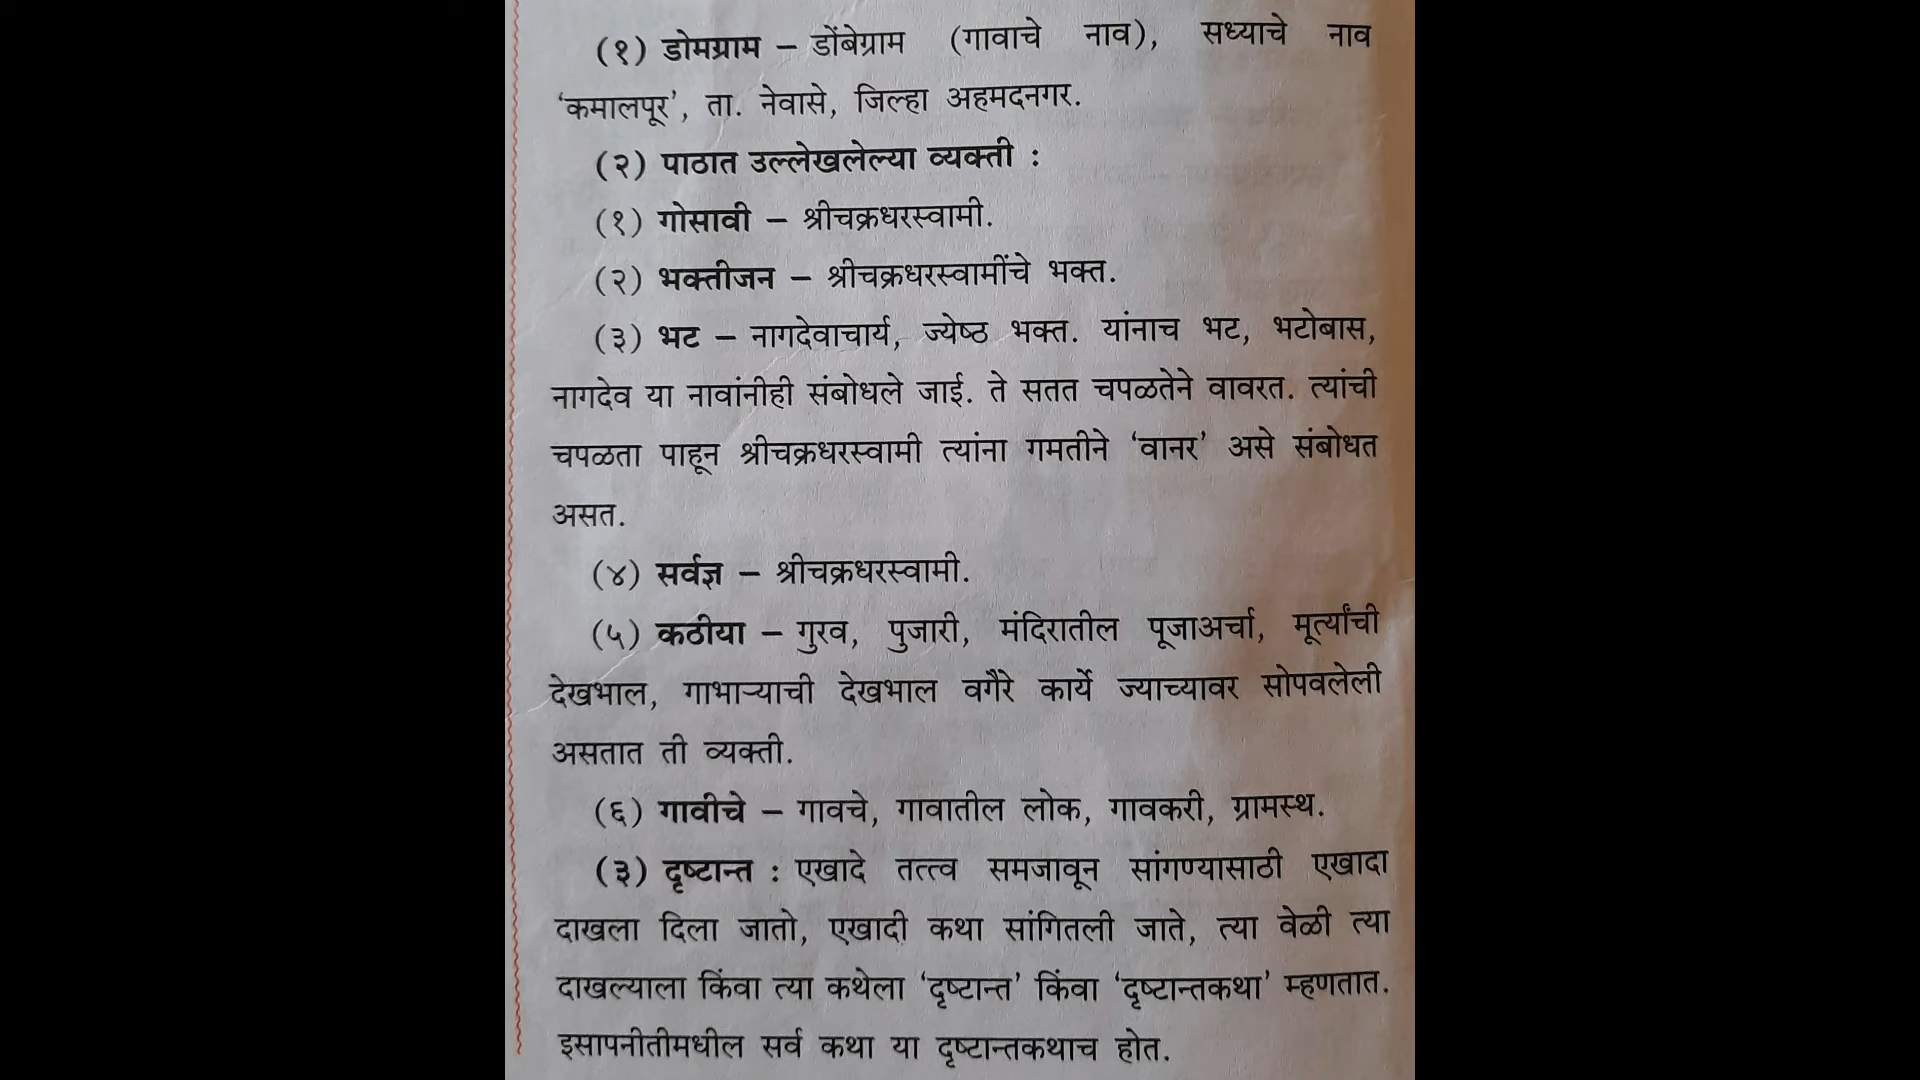 (१) डोमग्राम – डोंबेग्राम (गावाचे नाव), सध्याचे नाव
‘कमालपूर’, ता. नेवासे, जिल्हा अहमदनगर.
(२) पाठात उल्लेखलेल्या व्यक्ती :
(१) गोसावी – श्रीचक्रधरस्वामी.
(२) भक्तीजन – श्रीचक्रधरस्वामींचे भक्त.
(३) भट – नागदेवाचार्य, ज्येष्ठ भक्त. यांनाच भट, भटोबास,
नागदेव या नावांनीही संबोधले जाई. ते सतत चपळतेने वावरत. त्यांची
चपळता पाहून श्रीचक्रधरस्वामी त्यांना गमतीने ‘वानर’ असे संबोधत
असत.
(४) सर्वज्ञ – श्रीचक्रधरस्वामी.
(५) कठीया – गुरव, पुजारी, मंदिरातील पूजाअर्चा, मूर्त्यांची
देखभाल, गाभाऱ्याची देखभाल वगैरे कार्ये ज्याच्यावर सोपवलेली
असतात ती व्यक्ती.
(६) गावीचे – गावचे, गावातील लोक, गावकरी, ग्रामस्थ.
(३) दृष्टान्त : एखादे तत्त्व समजावून सांगण्यासाठी एखादा
दाखला दिला जातो, एखादी कथा सांगितली जाते, त्या वेळी त्या
दाखल्याला किंवा त्या कथेला ‘दृष्टान्त’ किंवा ‘दृष्टान्तकथा’ म्हणतात.
इसापनीतीमधील सर्व कथा या दृष्टान्तकथाच होत.